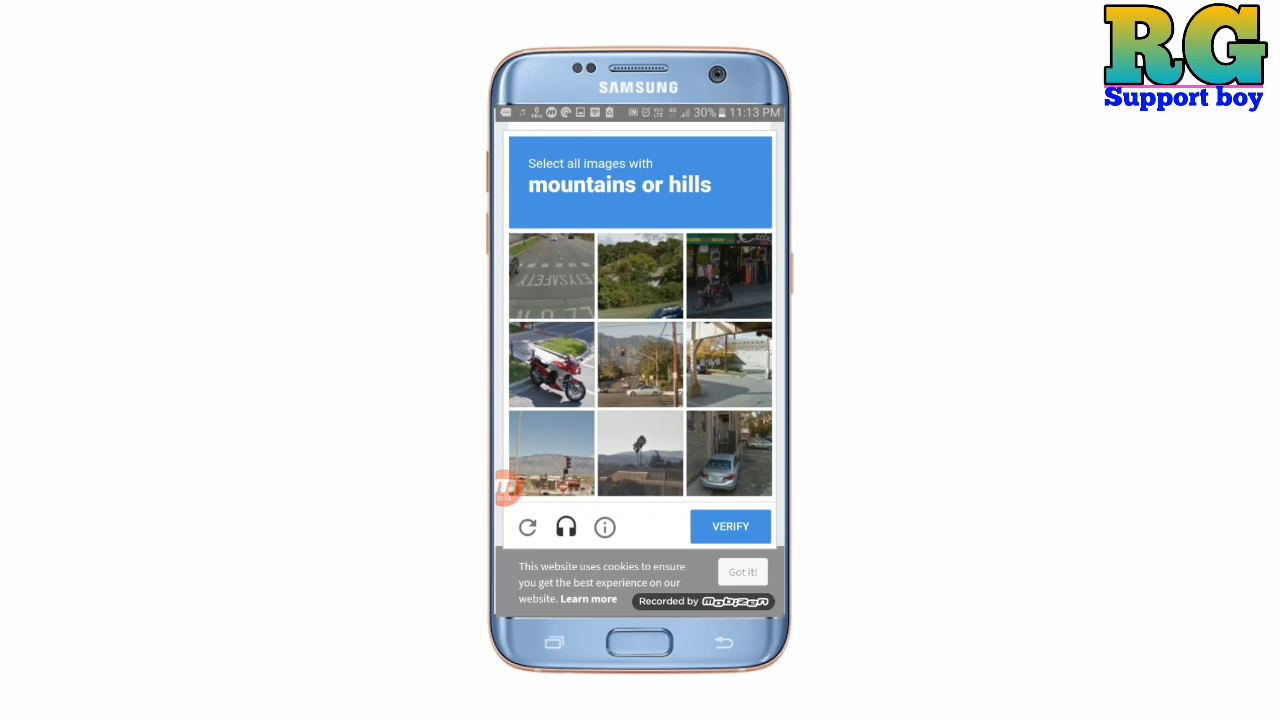 RG
Support boy
SAMSUNG
30% 11:13 PM
Select all images with
mountains or hills
VERIFY
This website uses cookies to ensure
you get the best experience on our
website. Learn more
Got it!
Recorded by mobizen